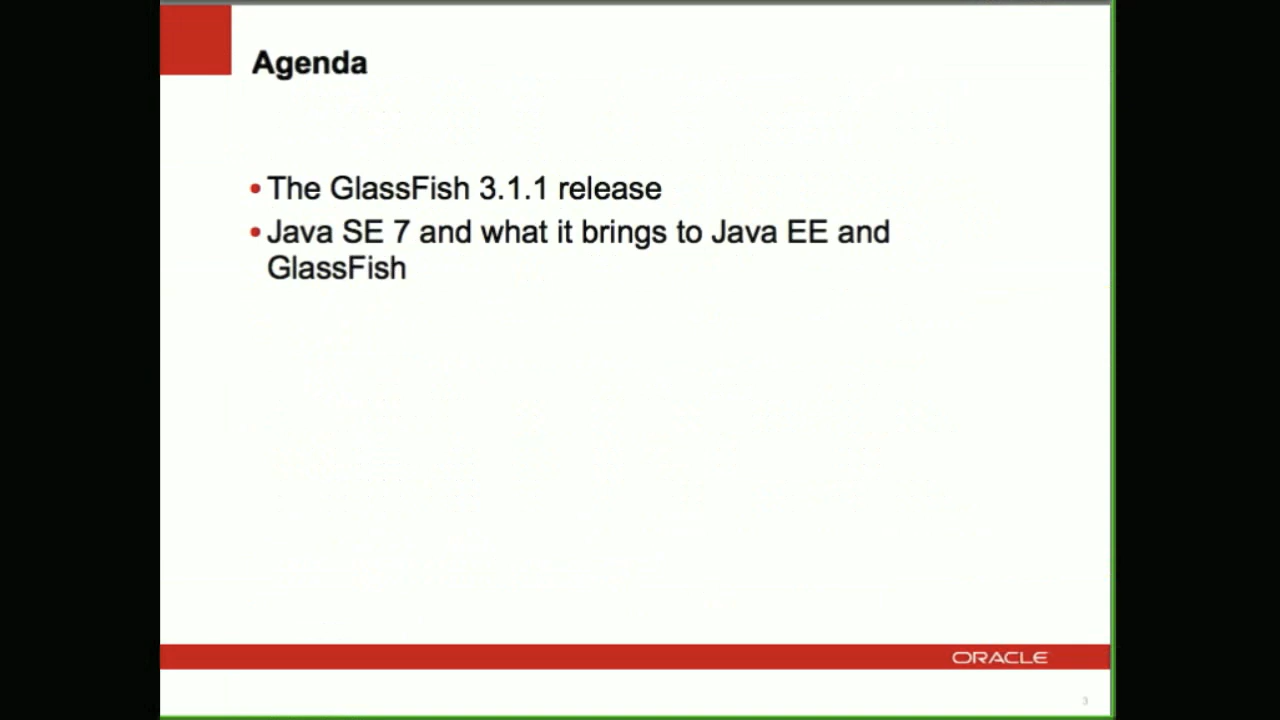 Agenda
• The GlassFish 3.1.1 release
• Java SE 7 and what it brings to Java EE and
GlassFish
ORACLE
3